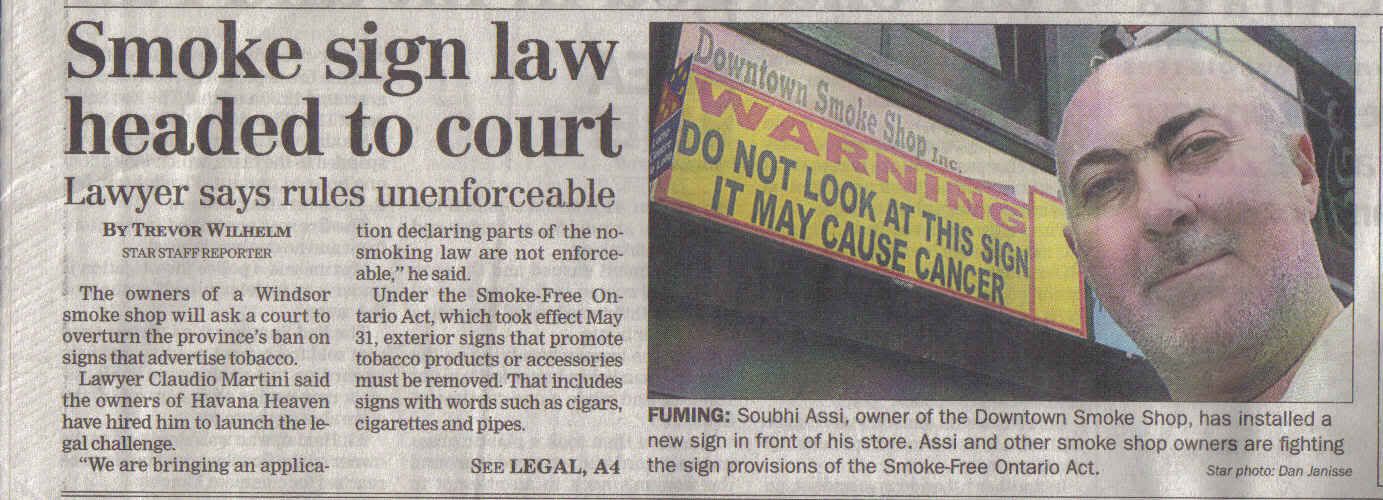 Smoke sign law
headed to court
Lawyer says rules unenforceable
BY TREVOR WILHELM
STAR STAFF REPORTER
The owners of a Windsor
smoke shop will ask a court to
overturn the province's ban on
signs that advertise tobacco.
Lawyer Claudio Martini said
the owners of Havana Heaven
have hired him to launch the le-
gal challenge.
"We are bringing an applica-
tion declaring parts of the no-
smoking law are not enforce-
able," he said.
Under the Smoke-Free On-
tario Act, which took effect May
31, exterior signs that promote
tobacco products or accessories
must be removed. That includes
signs with words such as cigars,
cigarettes and pipes.
SEE LEGAL, A4
Downtown Smoke Shop Inc.
WARNING
DO NOT LOOK AT THIS SIGN
IT MAY CAUSE CANCER
FUMING: Soubhi Assi, owner of the Downtown Smoke Shop, has installed a
new sign in front of his store. Assi and other smoke shop owners are fighting
the sign provisions of the Smoke-Free Ontario Act.
Star photo: Dan Janisse